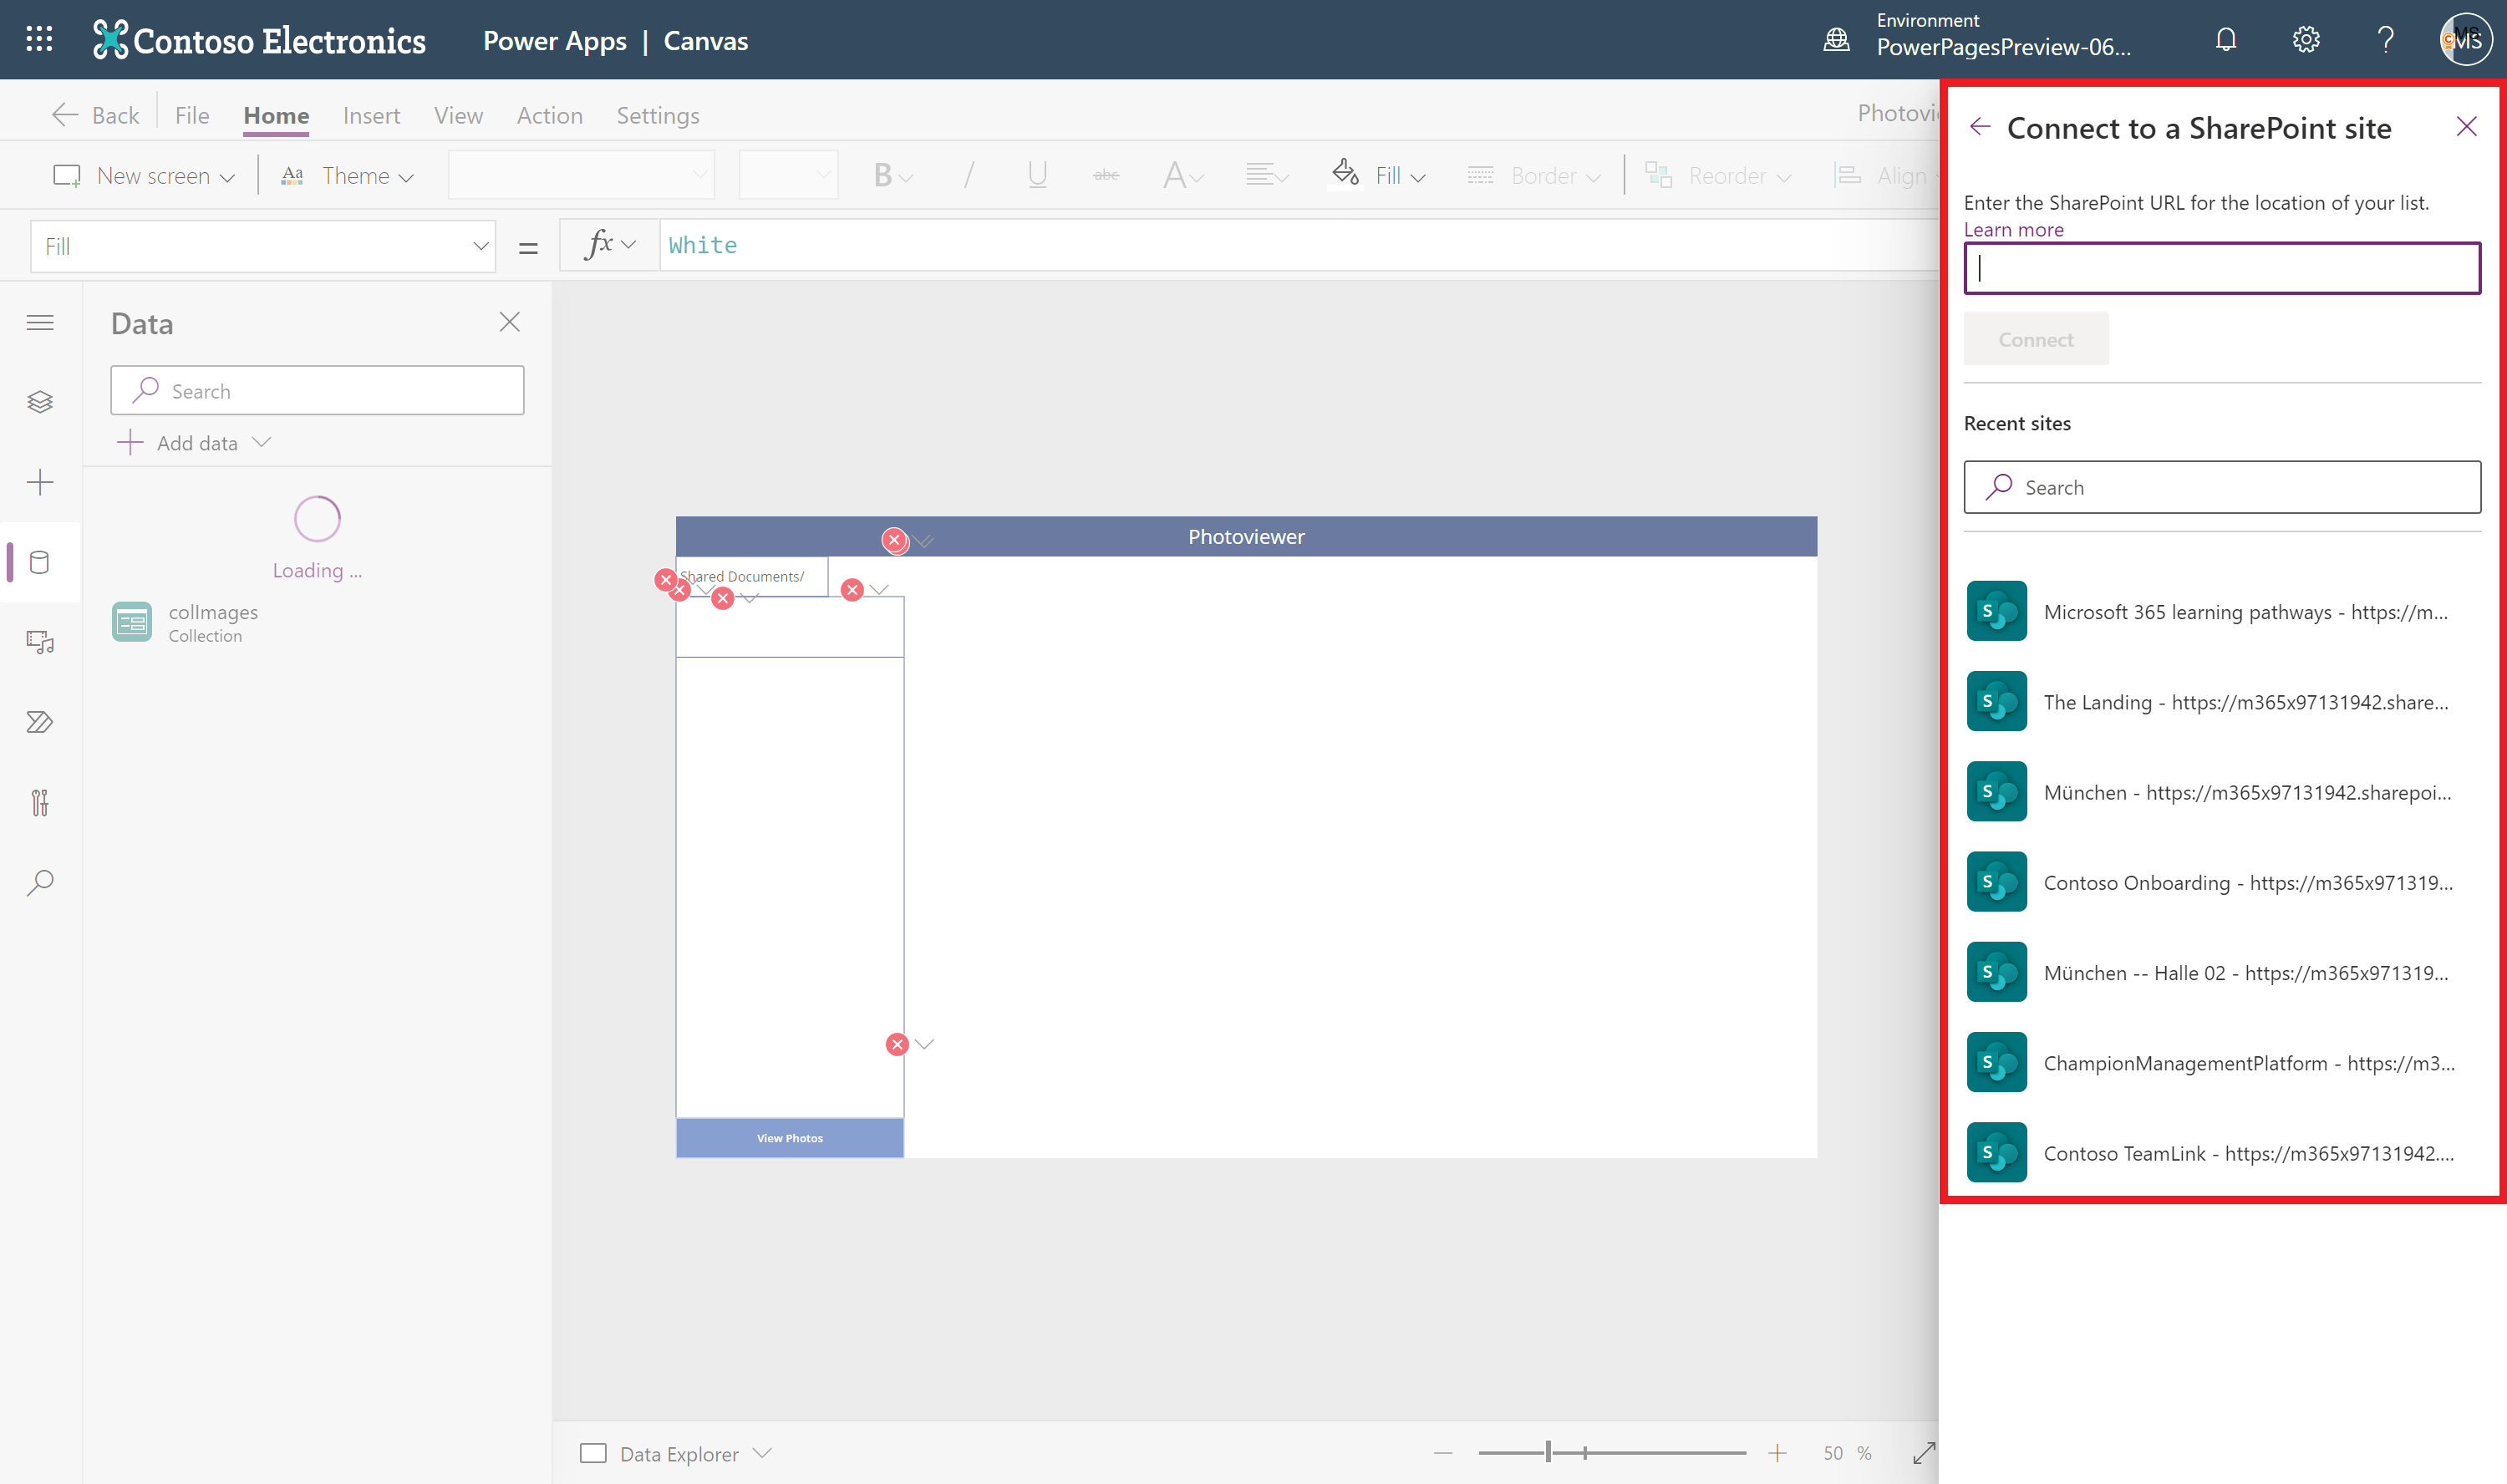 Contoso Electronics
Power Apps | Canvas
Environment
PowerPagesPreview-06...
MS
Back
File
Home
Insert
View
Action
Settings
New screen
Theme
B
abc
A
Fill
Border
Reorder
Align
Fill
=
fx
White
Data
Search
Add data
Loading ...
colImages
Collection
Photoviewer
Shared Documents/
View Photos
Data Explorer
50 %
Connect to a SharePoint site
Enter the SharePoint URL for the location of your list.
Learn more
Connect
Recent sites
Search
Microsoft 365 learning pathways - https://m...
The Landing - https://m365x97131942.share...
München - https://m365x97131942.sharepoi...
Contoso Onboarding - https://m365x971319...
München -- Halle 02 - https://m365x971319...
ChampionManagementPlatform - https://m3...
Contoso TeamLink - https://m365x97131942....